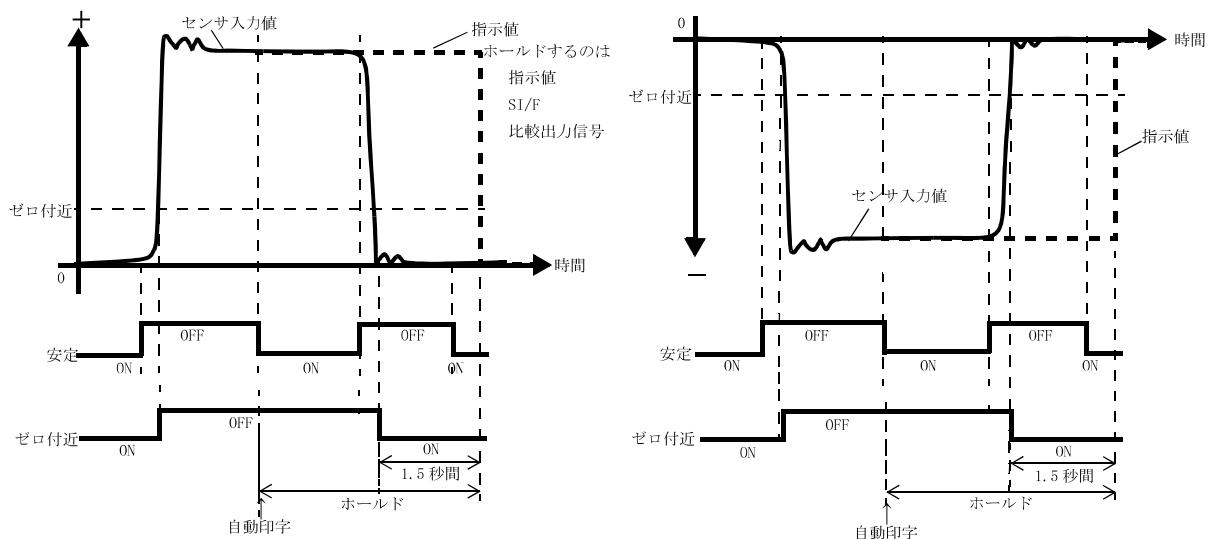 +
センサ入力値
指示値
ホールドするのは
指示値
SI/F
比較出力信号
ゼロ付近
0
時間
安定
OFF
OFF
ON
ON
ON
ゼロ付近
OFF
ON
ON
1.5 秒間
ホールド
自動印字
0
時間
ゼロ付近
指示値
センサ入力値
−
安定
OFF
OFF
ON
ON
ON
ゼロ付近
OFF
ON
ON
1.5 秒間
ホールド
自動印字